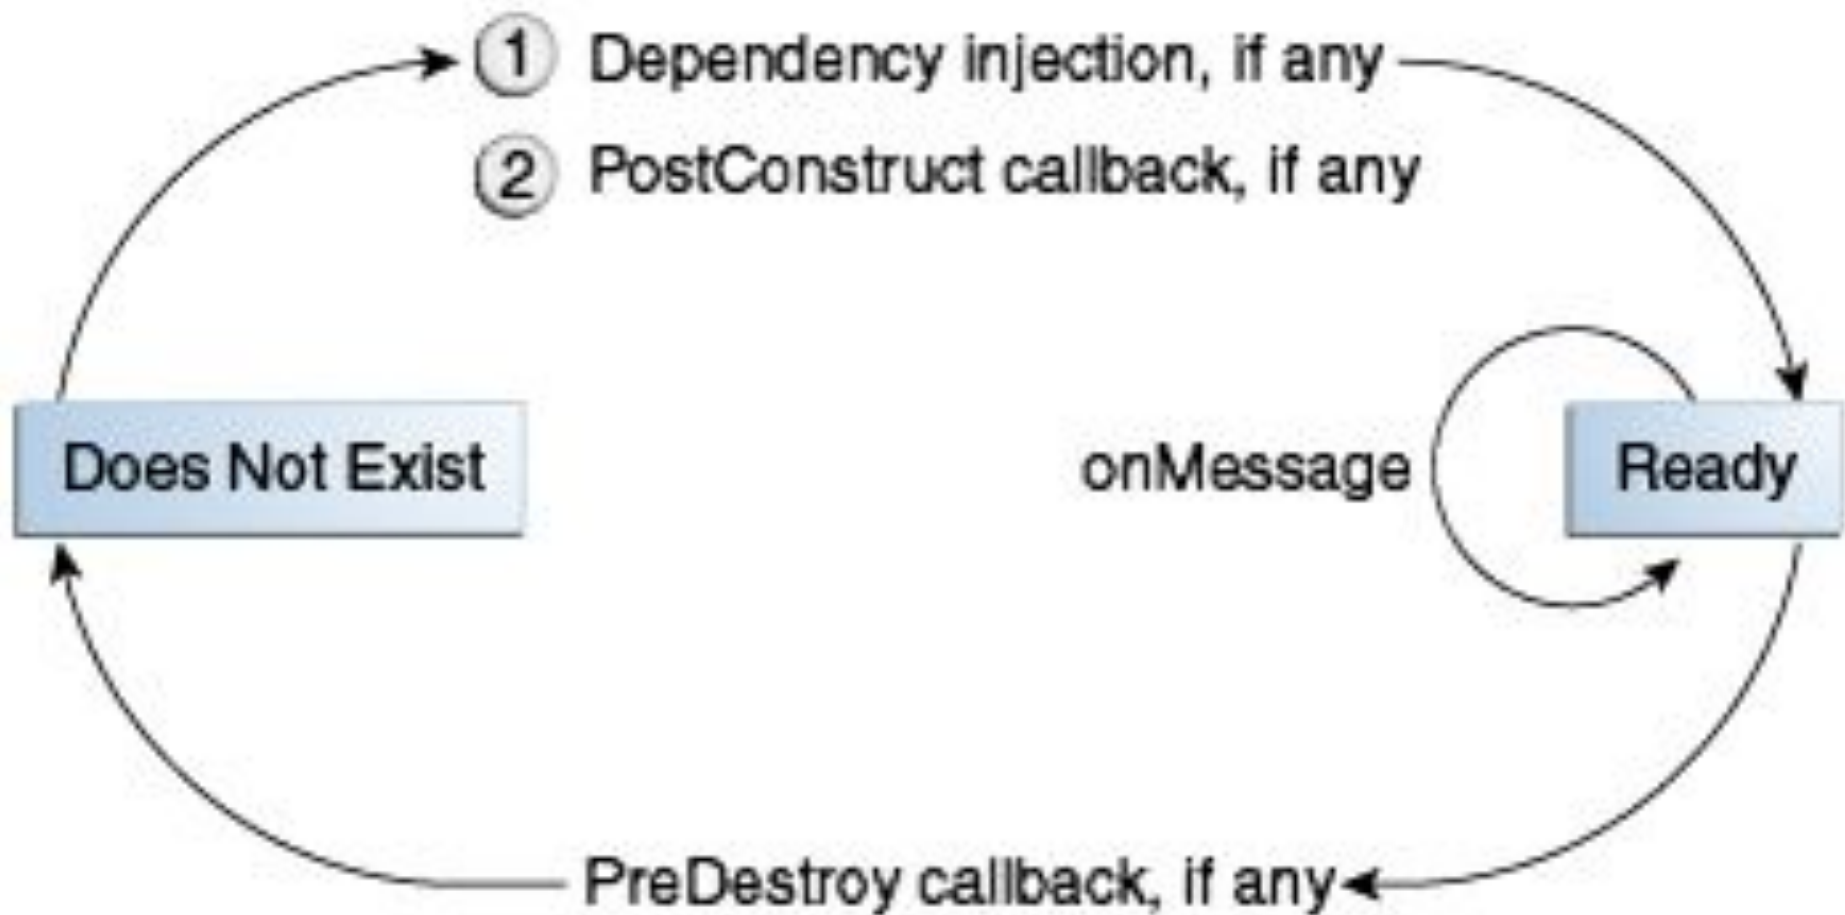 1 Dependency injection, if any
2 PostConstruct callback, if any
Does Not Exist
onMessage
Ready
PreDestroy callback, if any